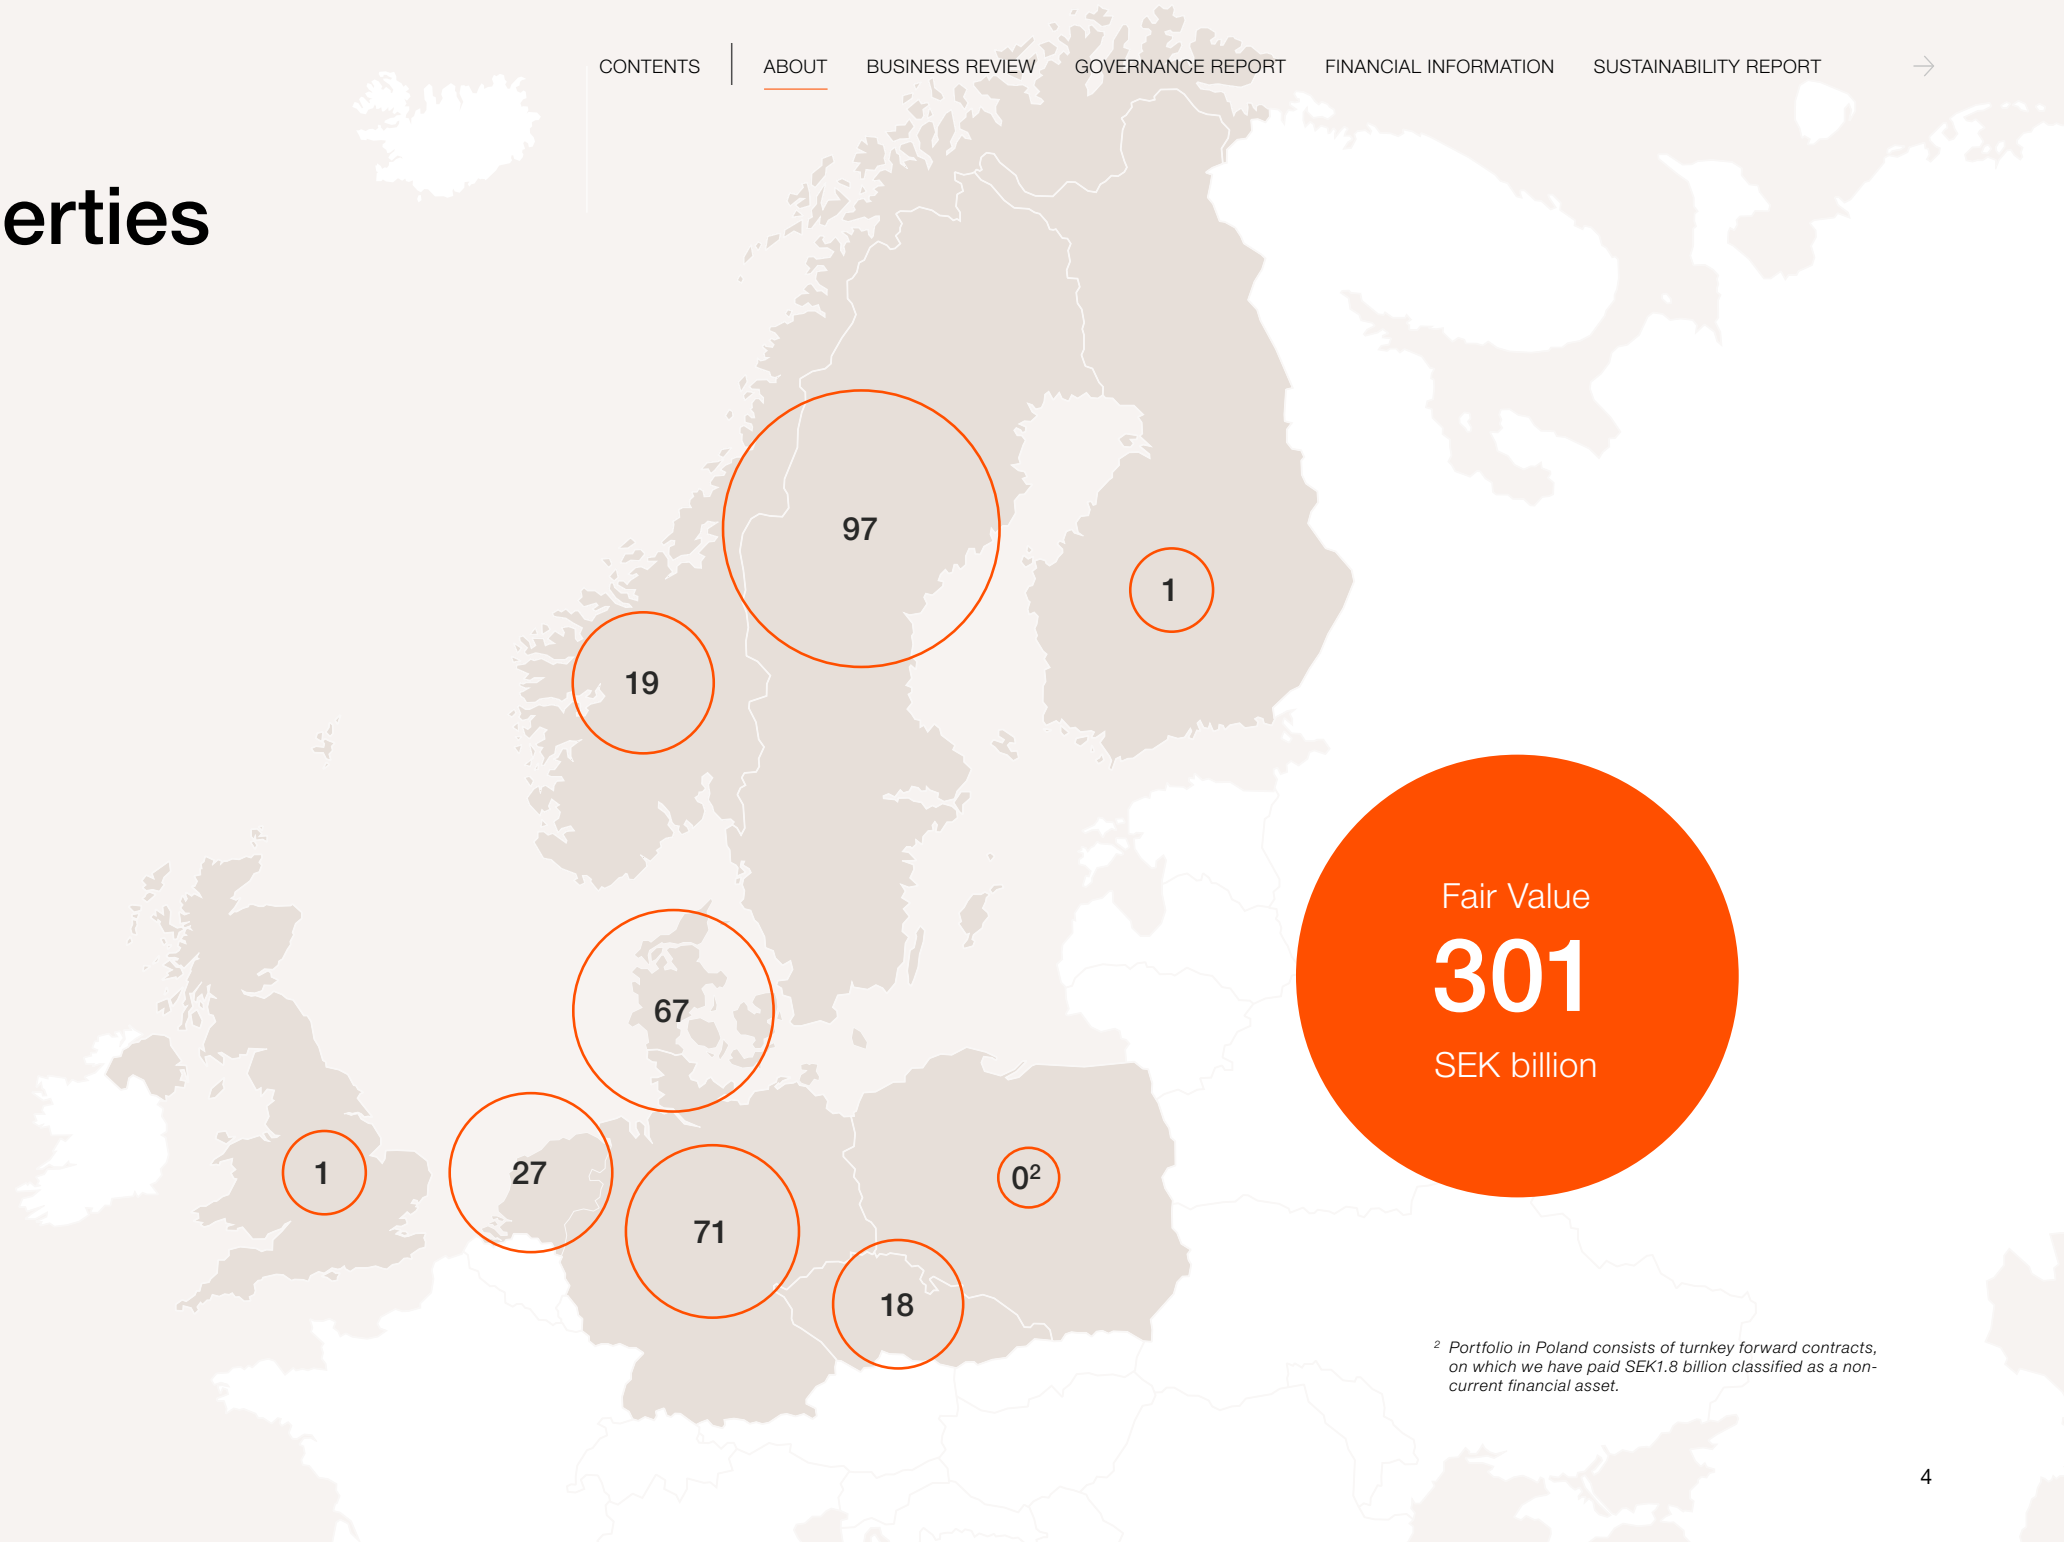 CONTENTS ABOUT BUSINESS REVIEW GOVERNANCE REPORT FINANCIAL INFORMATION SUSTAINABILITY REPORT →
erties
97
1
19
67
1
27
71
0²
18
Fair Value
301
SEK billion
² Portfolio in Poland consists of turnkey forward contracts,
on which we have paid SEK1.8 billion classified as a non-
current financial asset.
4